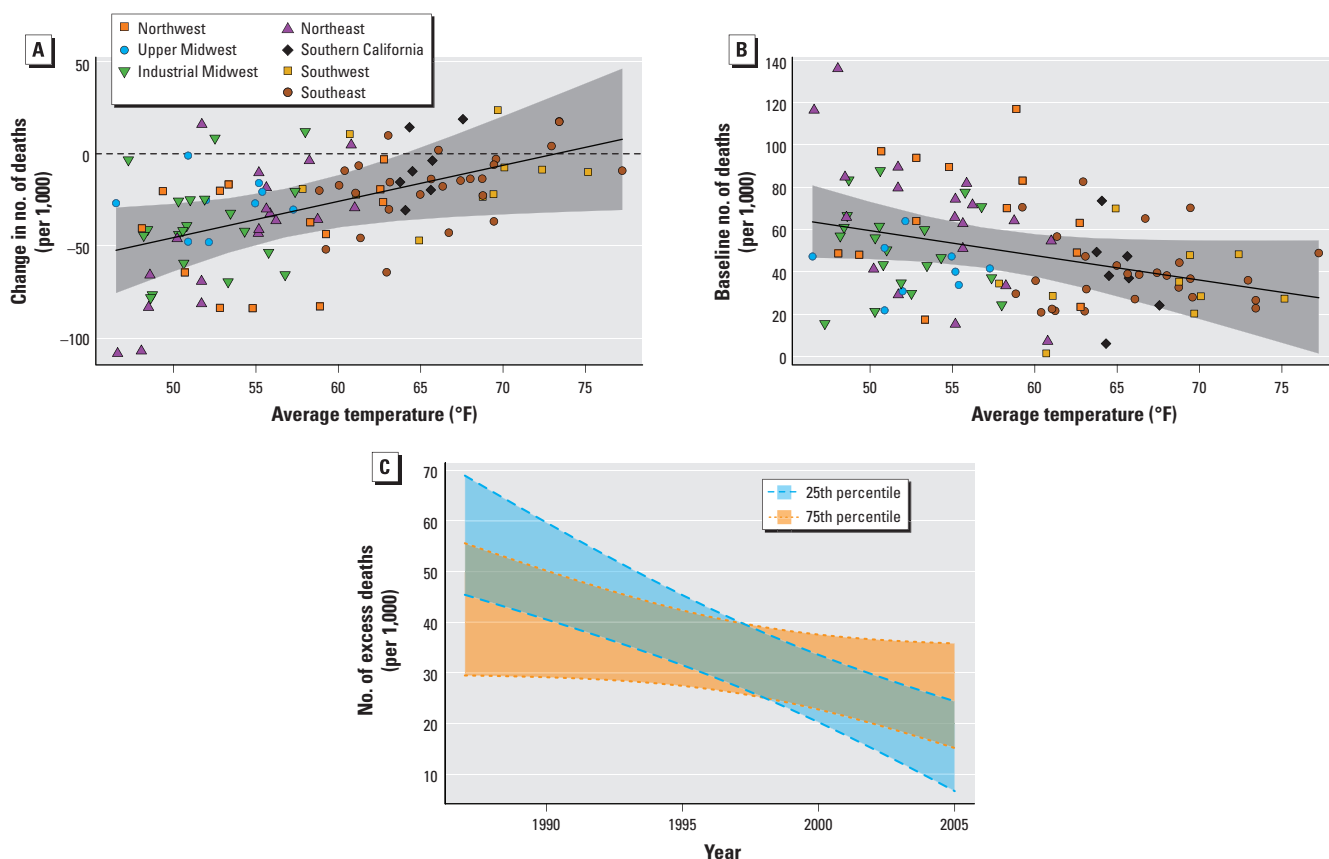 A
Northwest
Upper Midwest
Industrial Midwest
Northeast
Southern California
Southwest
Southeast
50
0
−50
−100
Change in no. of deaths
(per 1,000)
50 55 60 65 70 75
Average temperature (°F)
B
140
120
100
80
60
40
20
0
Baseline no. of deaths
(per 1,000)
50 55 60 65 70 75
Average temperature (°F)
C
70
60
50
40
30
20
10
No. of excess deaths
(per 1,000)
25th percentile
75th percentile
1990 1995 2000 2005
Year